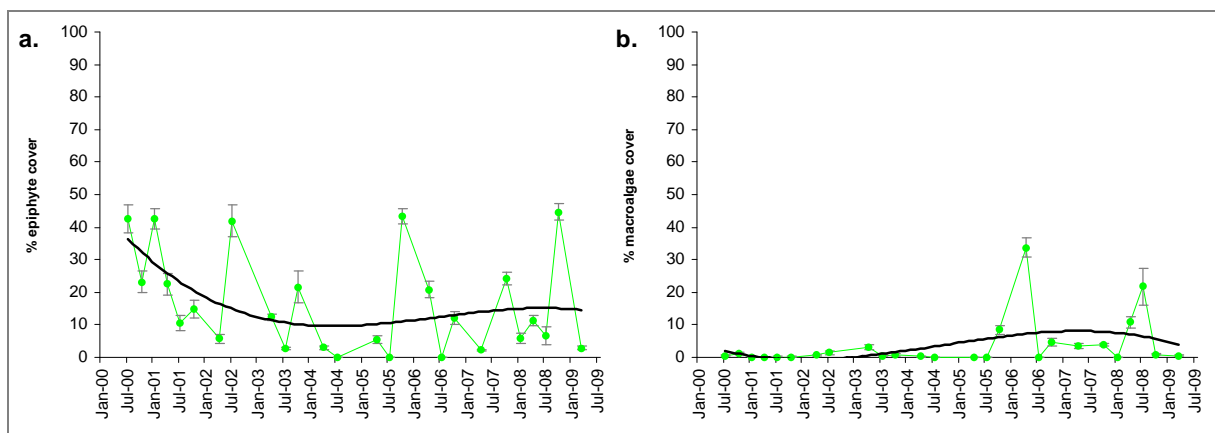 a.
% epiphyte cover
100
90
80
70
60
50
40
30
20
10
0
Jan-00
Jul-00
Jan-01
Jul-01
Jan-02
Jul-02
Jan-03
Jul-03
Jan-04
Jul-04
Jan-05
Jul-05
Jan-06
Jul-06
Jan-07
Jul-07
Jan-08
Jul-08
Jan-09
Jul-09
b.
% macroalgae cover
100
90
80
70
60
50
40
30
20
10
0
Jan-00
Jul-00
Jan-01
Jul-01
Jan-02
Jul-02
Jan-03
Jul-03
Jan-04
Jul-04
Jan-05
Jul-05
Jan-06
Jul-06
Jan-07
Jul-07
Jan-08
Jul-08
Jan-09
Jul-09